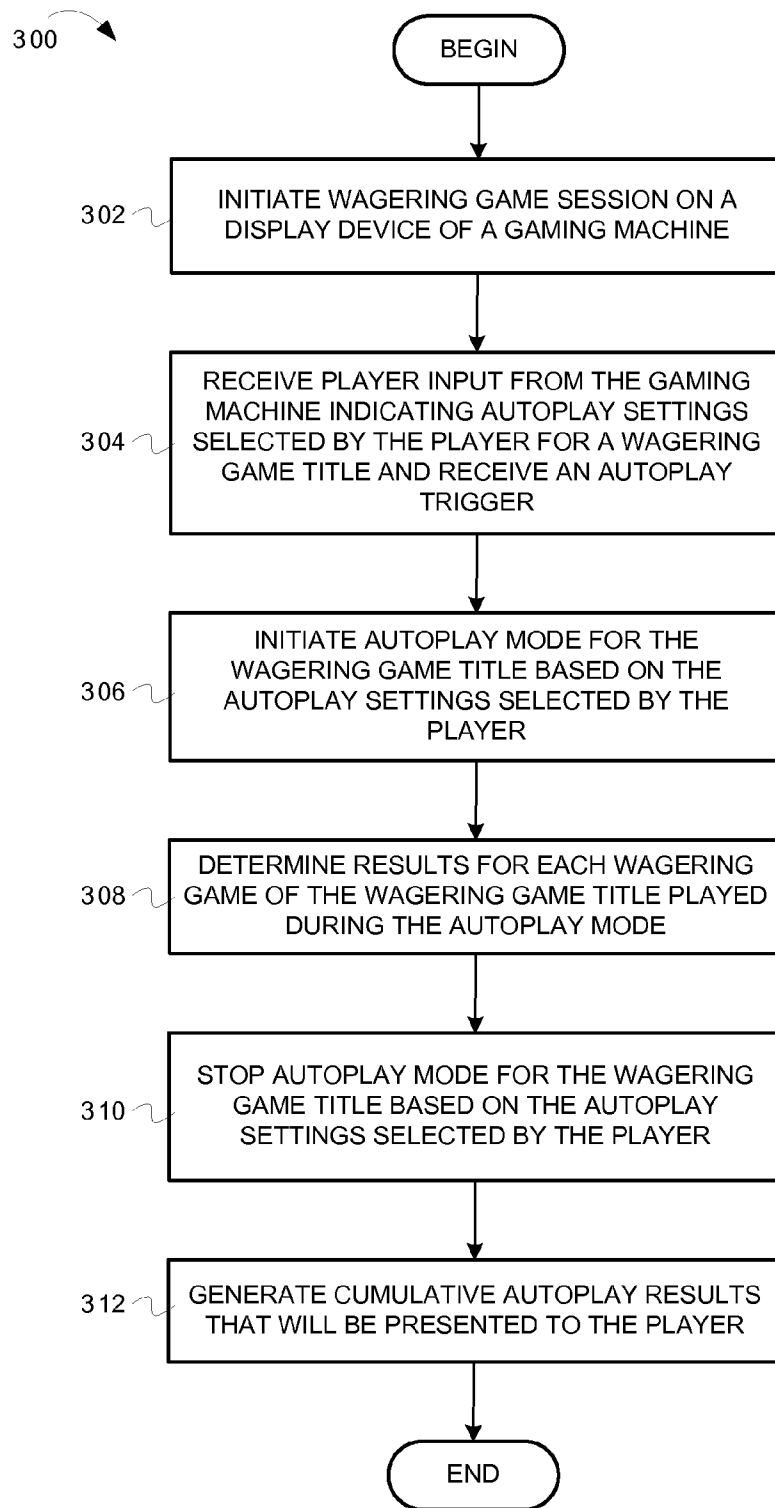 300
BEGIN
302
INITIATE WAGERING GAME SESSION ON A
DISPLAY DEVICE OF A GAMING MACHINE
304
RECEIVE PLAYER INPUT FROM THE GAMING
MACHINE INDICATING AUTOPLAY SETTINGS
SELECTED BY THE PLAYER FOR A WAGERING
GAME TITLE AND RECEIVE AN AUTOPLAY
TRIGGER
306
INITIATE AUTOPLAY MODE FOR THE
WAGERING GAME TITLE BASED ON THE
AUTOPLAY SETTINGS SELECTED BY THE
PLAYER
308
DETERMINE RESULTS FOR EACH WAGERING
GAME OF THE WAGERING GAME TITLE PLAYED
DURING THE AUTOPLAY MODE
310
STOP AUTOPLAY MODE FOR THE WAGERING
GAME TITLE BASED ON THE AUTOPLAY
SETTINGS SELECTED BY THE PLAYER
312
GENERATE CUMULATIVE AUTOPLAY RESULTS
THAT WILL BE PRESENTED TO THE PLAYER
END